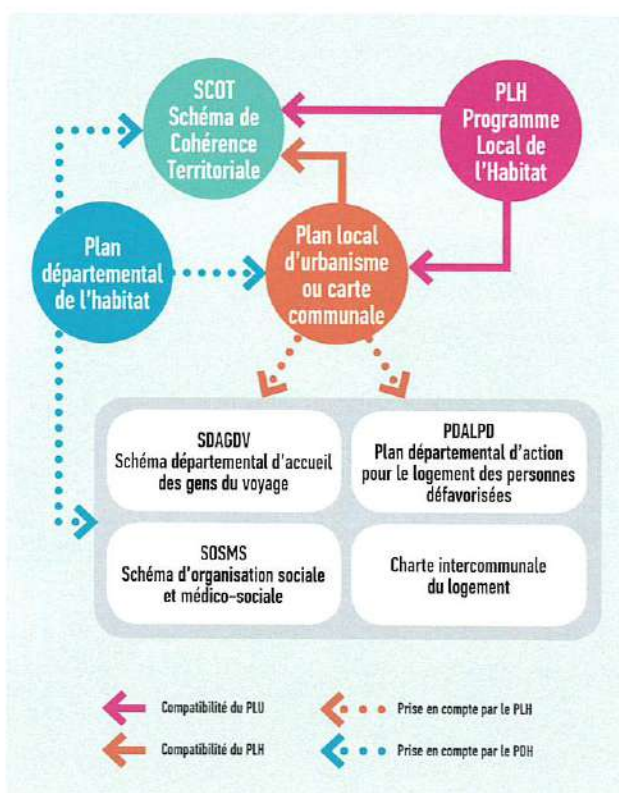 SCOT
Schéma de
Cohérence
Territoriale
PLH
Programme
Local de
l'Habitat
Plan
départemental
de l'habitat
Plan local
d'urbanisme
ou carte
communale
SDAGDV
Schéma départemental d'accueil
des gens du voyage
PDALPD
Plan départemental d'action
pour le logement des personnes
défavorisées
SOSMS
Schéma d'organisation sociale
et médico-sociale
Charte intercommunale
du logement
Compatibilité du PLU
Prise en compte par le PLH
Compatibilité du PLH
Prise en compte par le PDH